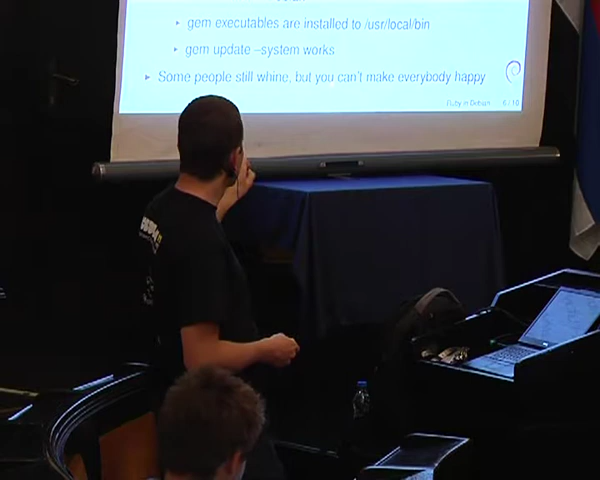 gem executables are installed to /usr/local/bin
gem update –system works
Some people still whine, but you can't make everybody happy
Ruby in Debian 6 / 10